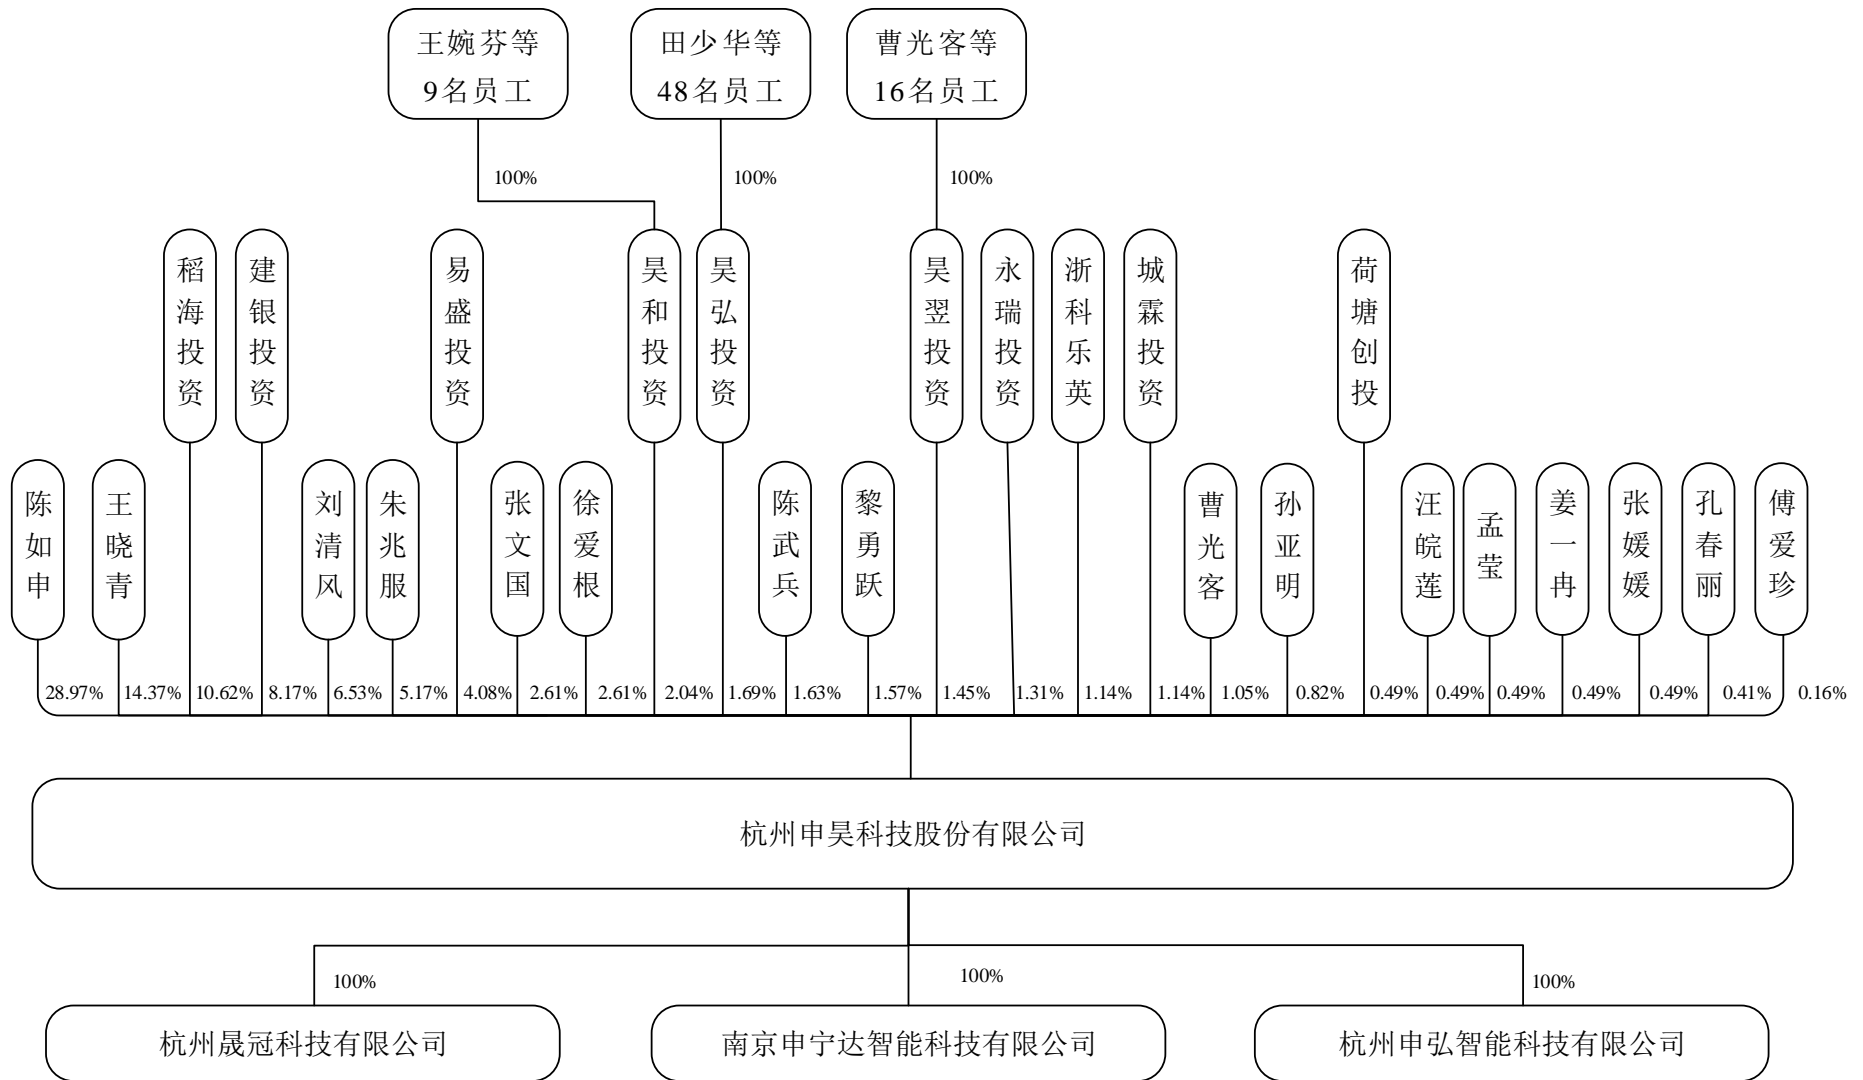 王婉芬等
9名员工
田少华等
48名员工
曹光客等
16名员工
100%
100%
100%
稻海投资
建银投资
易盛投资
昊和投资
昊弘投资
昊翌投资
永瑞投资
浙科乐英
城霖投资
荷塘创投
陈如申
王晓青
刘清风
朱兆服
张文国
徐爱根
陈武兵
黎勇跃
曹光客
孙亚明
汪皖莲
孟莹
姜一冉
张媛媛
孔春丽
傅爱珍
28.97%
14.37%
10.62%
8.17%
6.53%
5.17%
4.08%
2.61%
2.61%
2.04%
1.69%
1.63%
1.57%
1.45%
1.31%
1.14%
1.14%
1.05%
0.82%
0.49%
0.49%
0.49%
0.49%
0.49%
0.41%
0.16%
杭州申昊科技股份有限公司
100%
100%
100%
杭州晟冠科技有限公司
南京申宁达智能科技有限公司
杭州申弘智能科技有限公司